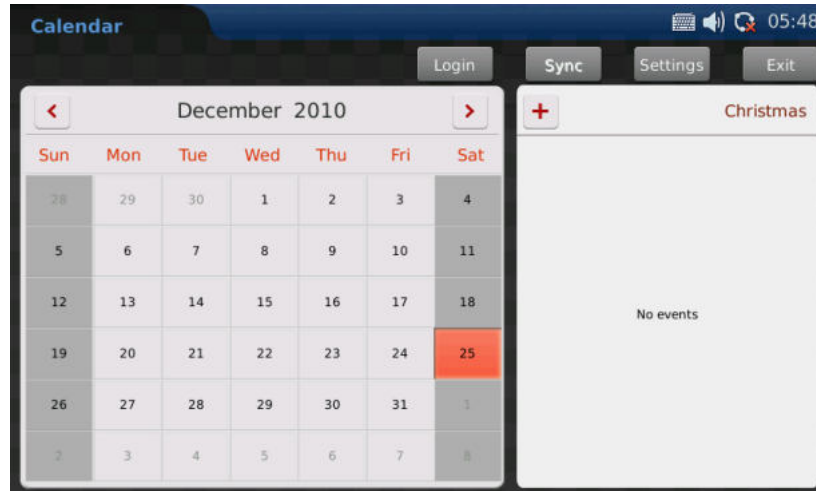 Calendar 05:48
Login Sync Settings Exit
December 2010 Christmas
Sun Mon Tue Wed Thu Fri Sat
28 29 30 1 2 3 4
5 6 7 8 9 10 11
12 13 14 15 16 17 18
No events
19 20 21 22 23 24 25
26 27 28 29 30 31 1
2 3 4 5 6 7 8